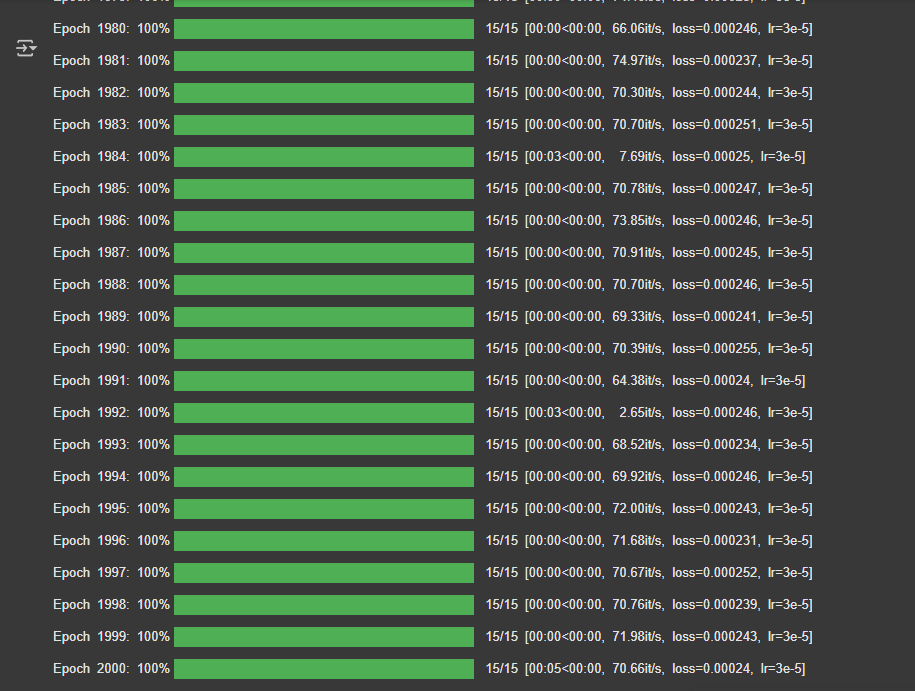 Epoch 1980: 100% 15/15 [00:00<00:00, 66.06it/s, loss=0.000246, lr=3e-5]
Epoch 1981: 100% 15/15 [00:00<00:00, 74.97it/s, loss=0.000237, lr=3e-5]
Epoch 1982: 100% 15/15 [00:00<00:00, 70.30it/s, loss=0.000244, lr=3e-5]
Epoch 1983: 100% 15/15 [00:00<00:00, 70.70it/s, loss=0.000251, lr=3e-5]
Epoch 1984: 100% 15/15 [00:03<00:00, 7.69it/s, loss=0.00025, lr=3e-5]
Epoch 1985: 100% 15/15 [00:00<00:00, 70.78it/s, loss=0.000247, lr=3e-5]
Epoch 1986: 100% 15/15 [00:00<00:00, 73.85it/s, loss=0.000246, lr=3e-5]
Epoch 1987: 100% 15/15 [00:00<00:00, 70.91it/s, loss=0.000245, lr=3e-5]
Epoch 1988: 100% 15/15 [00:00<00:00, 70.70it/s, loss=0.000246, lr=3e-5]
Epoch 1989: 100% 15/15 [00:00<00:00, 69.33it/s, loss=0.000241, lr=3e-5]
Epoch 1990: 100% 15/15 [00:00<00:00, 70.39it/s, loss=0.000255, lr=3e-5]
Epoch 1991: 100% 15/15 [00:00<00:00, 64.38it/s, loss=0.00024, lr=3e-5]
Epoch 1992: 100% 15/15 [00:03<00:00, 2.65it/s, loss=0.000246, lr=3e-5]
Epoch 1993: 100% 15/15 [00:00<00:00, 68.52it/s, loss=0.000234, lr=3e-5]
Epoch 1994: 100% 15/15 [00:00<00:00, 69.92it/s, loss=0.000246, lr=3e-5]
Epoch 1995: 100% 15/15 [00:00<00:00, 72.00it/s, loss=0.000243, lr=3e-5]
Epoch 1996: 100% 15/15 [00:00<00:00, 71.68it/s, loss=0.000231, lr=3e-5]
Epoch 1997: 100% 15/15 [00:00<00:00, 70.67it/s, loss=0.000252, lr=3e-5]
Epoch 1998: 100% 15/15 [00:00<00:00, 70.76it/s, loss=0.000239, lr=3e-5]
Epoch 1999: 100% 15/15 [00:00<00:00, 71.98it/s, loss=0.000243, lr=3e-5]
Epoch 2000: 100% 15/15 [00:05<00:00, 70.66it/s, loss=0.00024, lr=3e-5]